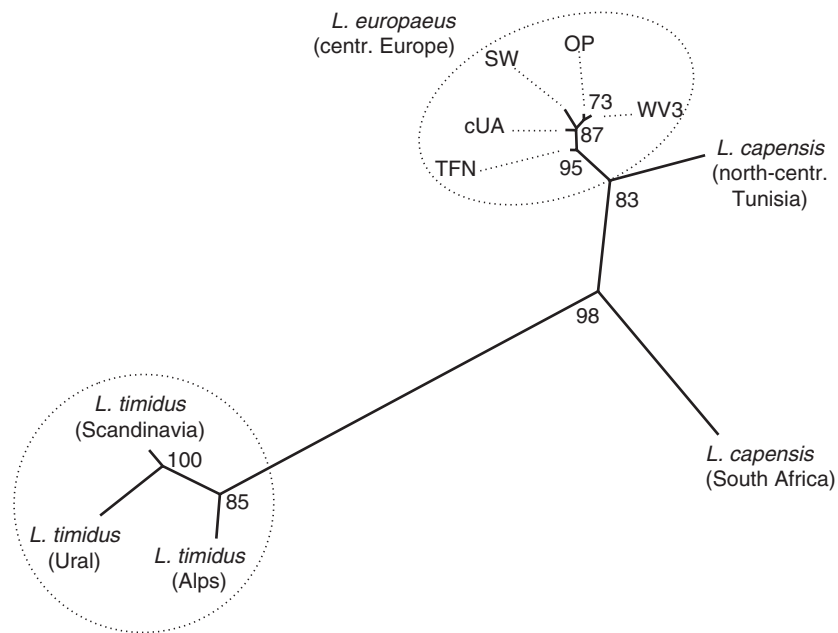 L. europaeus
(centr. Europe)
OP
SW
73
WV3
cUA
87
TFN
95
L. capensis
(north-centr.
Tunisia)
83
98
L. timidus
(Scandinavia)
100
L. capensis
(South Africa)
85
L. timidus
(Ural)
L. timidus
(Alps)